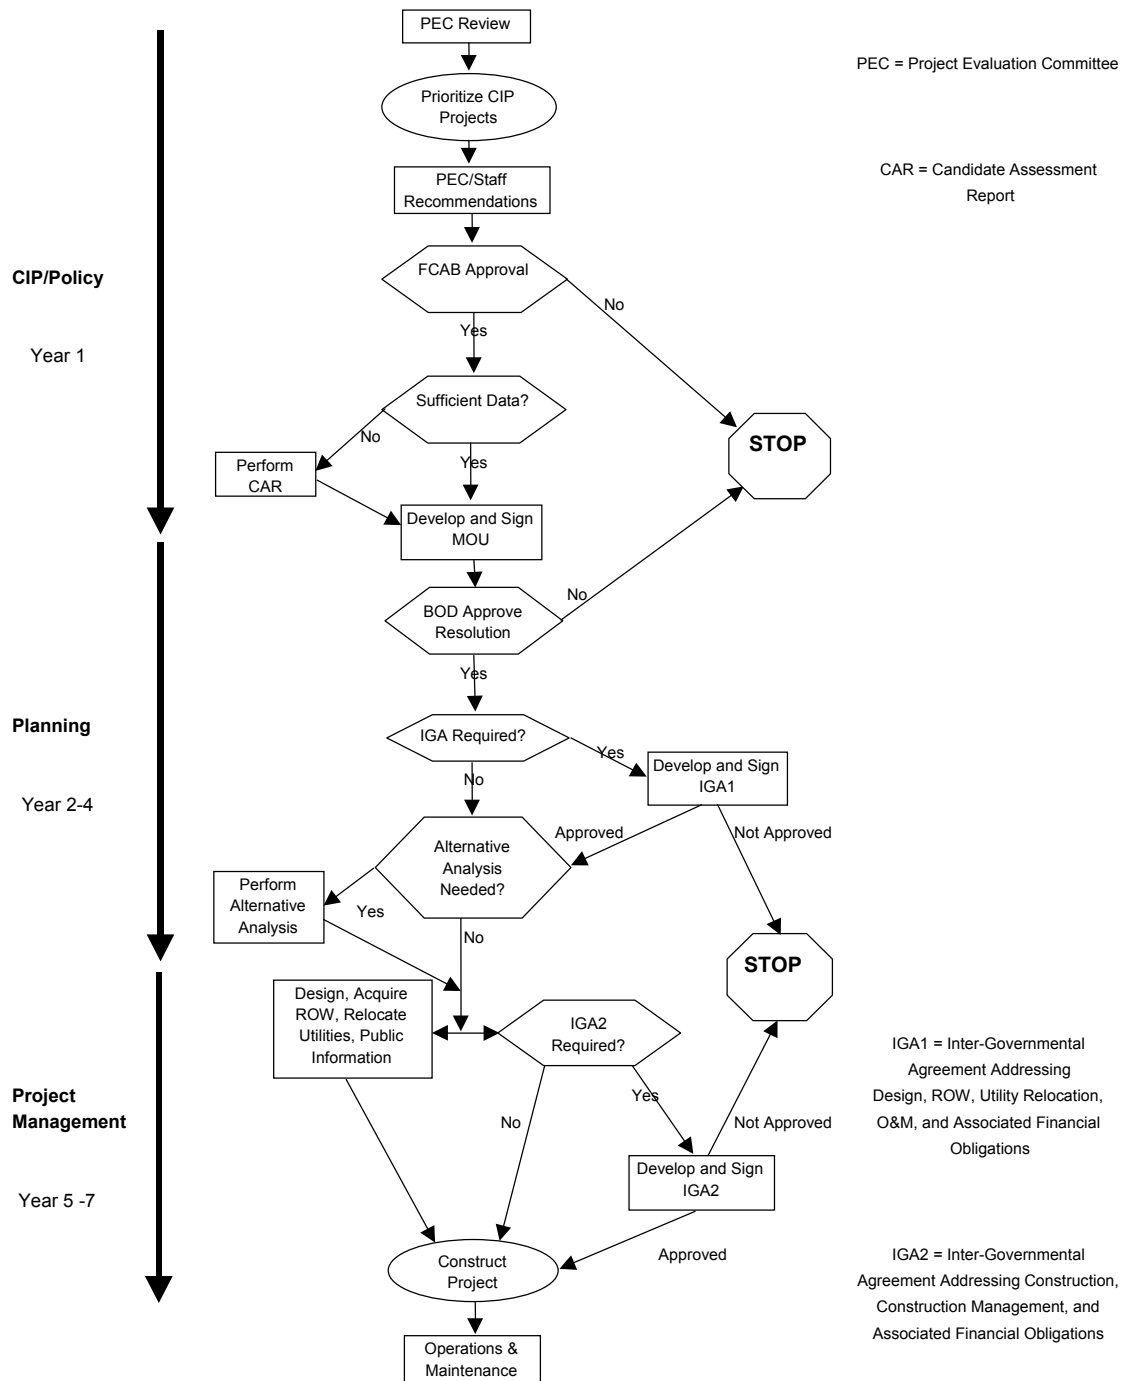 PEC Review
PEC = Project Evaluation Committee
Prioritize CIP
Projects
CAR = Candidate Assessment
Report
PEC/Staff
Recommendations
CIP/Policy
Year 1
FCAB Approval
No
Yes
Sufficient Data?
No
Yes
STOP
Perform
CAR
Develop and Sign
MOU
No
BOD Approve
Resolution
Yes
Planning
Year 2-4
IGA Required?
Yes
No
Develop and Sign
IGA1
Approved
Not Approved
Alternative
Analysis
Needed?
Perform
Alternative
Analysis
Yes
No
STOP
Design, Acquire
ROW, Relocate
Utilities, Public
Information
IGA2
Required?
IGA1 = Inter-Governmental
Agreement Addressing
Design, ROW, Utility Relocation,
O&M, and Associated Financial
Obligations
Project
Management
Year 5 -7
Yes
No
Not Approved
Develop and Sign
IGA2
Approved
Construct
Project
IGA2 = Inter-Governmental
Agreement Addressing Construction,
Construction Management, and
Associated Financial Obligations
Operations &
Maintenance